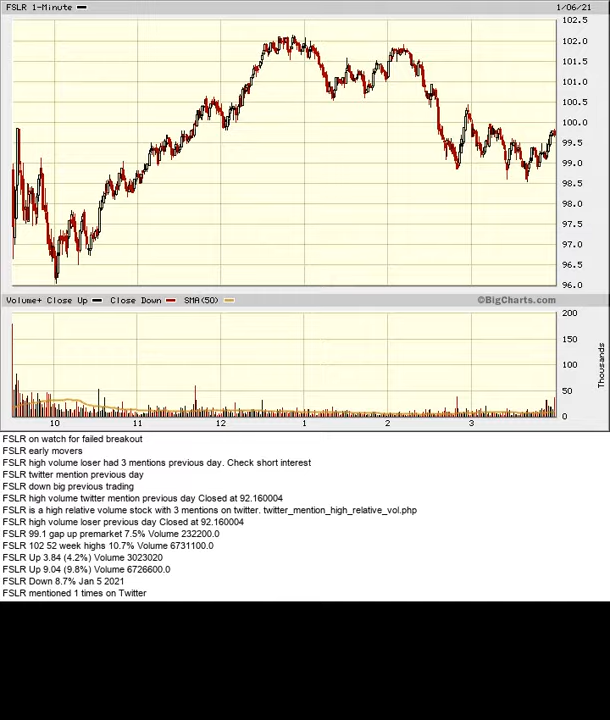 FSLR 1-Minute 1/06/21
102.5
102.0
101.5
101.0
100.5
100.0
99.5
99.0
98.5
98.0
97.5
97.0
96.5
96.0
Volume+ Close Up Close Down SMA(50) ©BigCharts.com
200
150
100
50
0
Thousands
10 11 12 1 2 3
FSLR on watch for failed breakout
FSLR early movers
FSLR high volume loser had 3 mentions previous day. Check short interest
FSLR twitter mention previous day
FSLR down big previous trading
FSLR high volume twitter mention previous day Closed at 92.160004
FSLR is a high relative volume stock with 3 mentions on twitter. twitter_mention_high_relative_vol.php
FSLR high volume loser previous day Closed at 92.160004
FSLR 99.1 gap up premarket 7.5% Volume 232200.0
FSLR 102 52 week highs 10.7% Volume 6731100.0
FSLR Up 3.84 (4.2%) Volume 3023020
FSLR Up 9.04 (9.8%) Volume 6726600.0
FSLR Down 8.7% Jan 5 2021
FSLR mentioned 1 times on Twitter